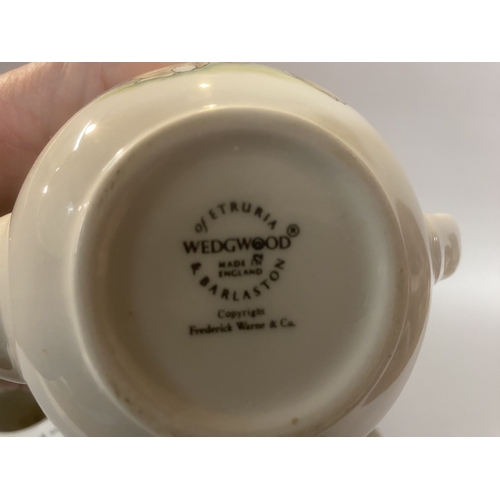 of ETRURIA
WEDGWOOD®
MADE IN
ENGLAND
& BARLASTON
Copyright
Frederick Warne & Co.